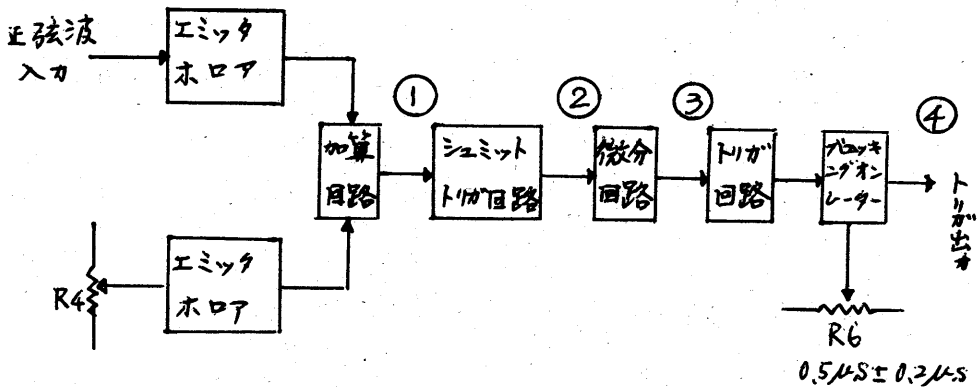 正弦波
入力
エミッタ
ホロア
加算
回路
①
シュミット
トリガ回路
②
微分
回路
③
トリガ
回路
ブロッキ
ングオシ
レーター
④
トリガ出力
R4
エミッタ
ホロア
R6
0.5μS±0.2μS